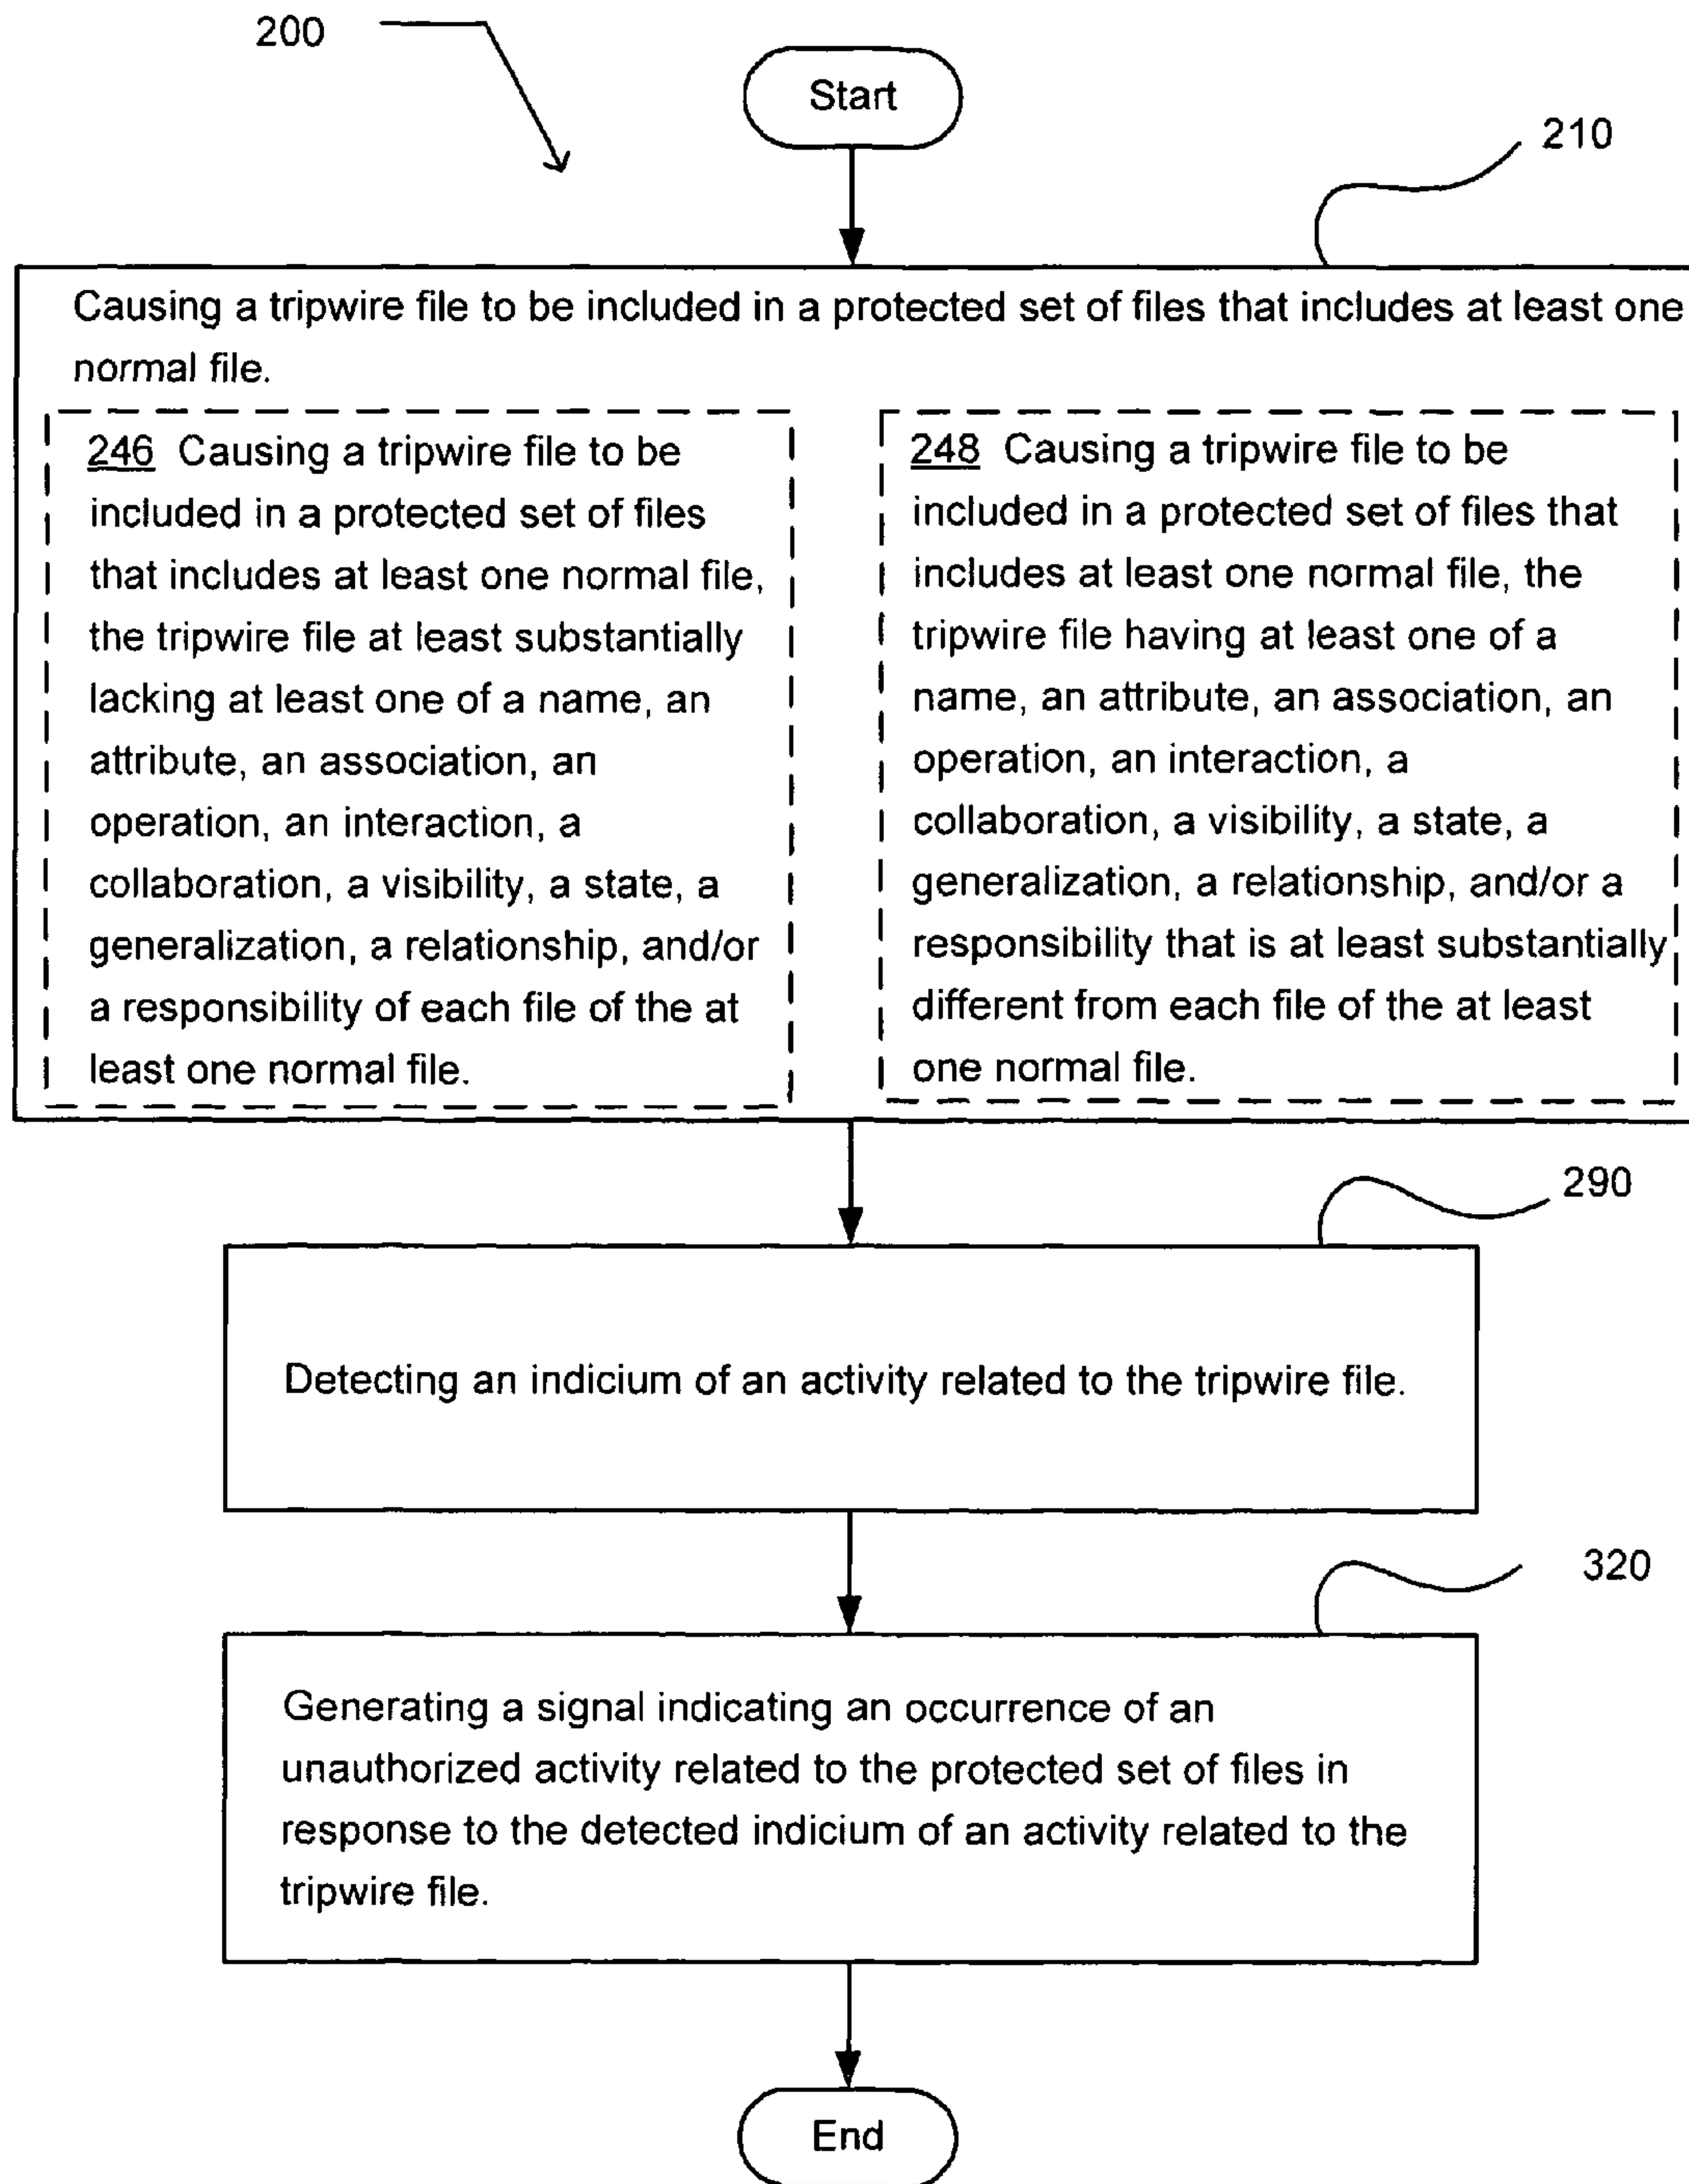 200
Start
210
Causing a tripwire file to be included in a protected set of files that includes at least one
normal file.
246 Causing a tripwire file to be
included in a protected set of files
that includes at least one normal file,
the tripwire file at least substantially
lacking at least one of a name, an
attribute, an association, an
operation, an interaction, a
collaboration, a visibility, a state, a
generalization, a relationship, and/or
a responsibility of each file of the at
least one normal file.
248 Causing a tripwire file to be
included in a protected set of files that
includes at least one normal file, the
tripwire file having at least one of a
name, an attribute, an association, an
operation, an interaction, a
collaboration, a visibility, a state, a
generalization, a relationship, and/or a
responsibility that is at least substantially
different from each file of the at least
one normal file.
290
Detecting an indicium of an activity related to the tripwire file.
320
Generating a signal indicating an occurrence of an
unauthorized activity related to the protected set of files in
response to the detected indicium of an activity related to the
tripwire file.
End